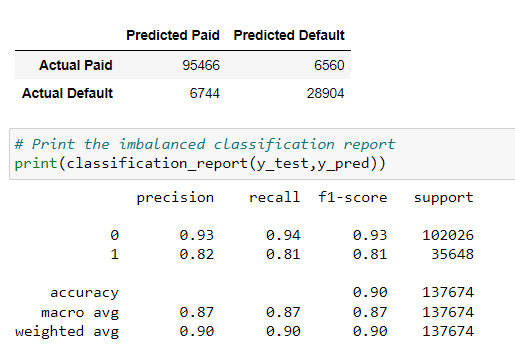 Predicted Paid Predicted Default
Actual Paid 95466 6560
Actual Default 6744 28904
# Print the imbalanced classification report
print(classification_report(y_test,y_pred))
precision recall f1-score support
0 0.93 0.94 0.93 102026
1 0.82 0.81 0.81 35648
accuracy 0.90 137674
macro avg 0.87 0.87 0.87 137674
weighted avg 0.90 0.90 0.90 137674